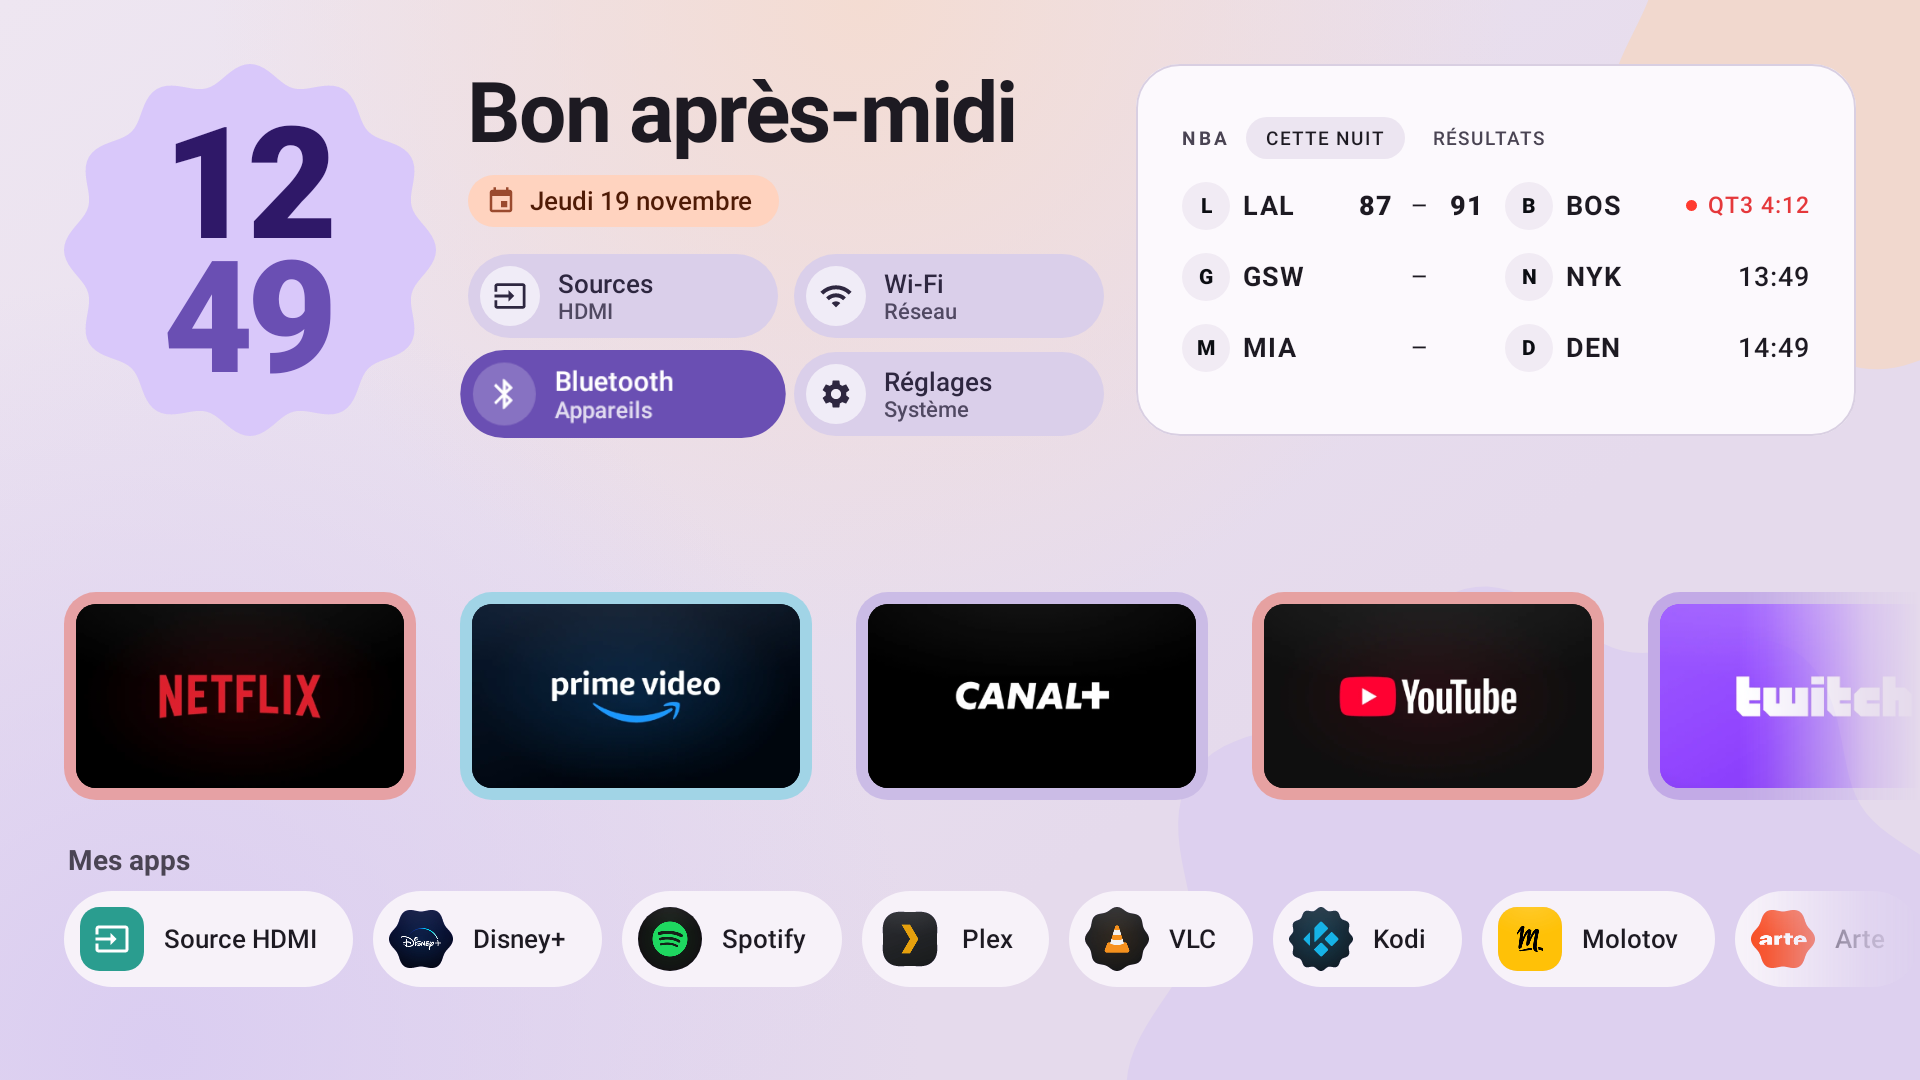 12
49
Bon après-midi
Jeudi 19 novembre
Sources
HDMI
Wi-Fi
Réseau
Bluetooth
Appareils
Réglages
Système
NBA CETTE NUIT RÉSULTATS
L LAL 87 – 91 B BOS QT3 4:12
G GSW – N NYK 13:49
M MIA – D DEN 14:49
NETFLIX
prime video
CANAL+
YouTube
twitch
Mes apps
Source HDMI
Disney+ Disney+
Spotify
Plex
VLC
Kodi
M. Molotov
arte Arte